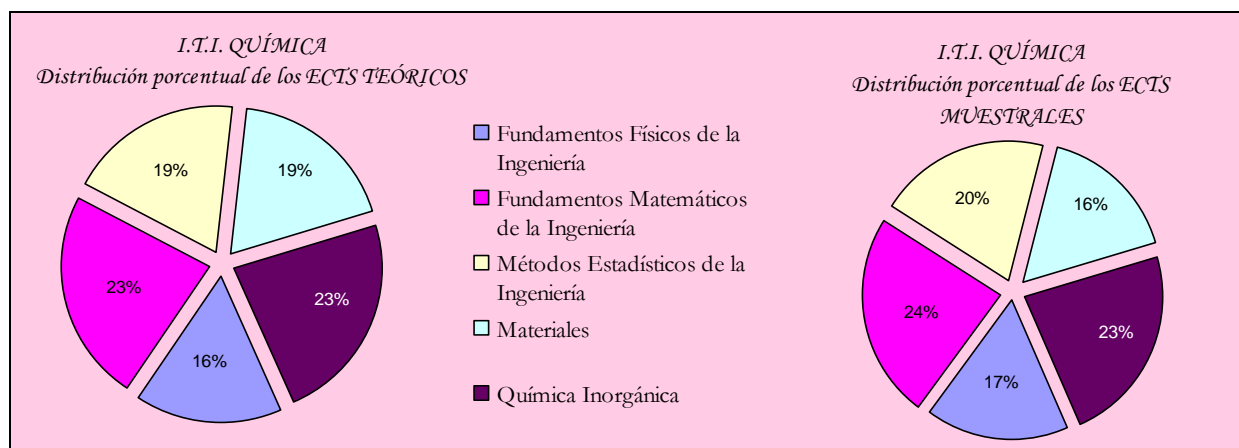 I.T.I. QUÍMICA
Distribución porcentual de los ECTS TEÓRICOS
19%
19%
23%
23%
16%
Fundamentos Físicos de la
Ingeniería
Fundamentos Matemáticos
de la Ingeniería
Métodos Estadísticos de la
Ingeniería
Materiales
Química Inorgánica
I.T.I. QUÍMICA
Distribución porcentual de los ECTS
MUESTRALES
20%
16%
24%
23%
17%